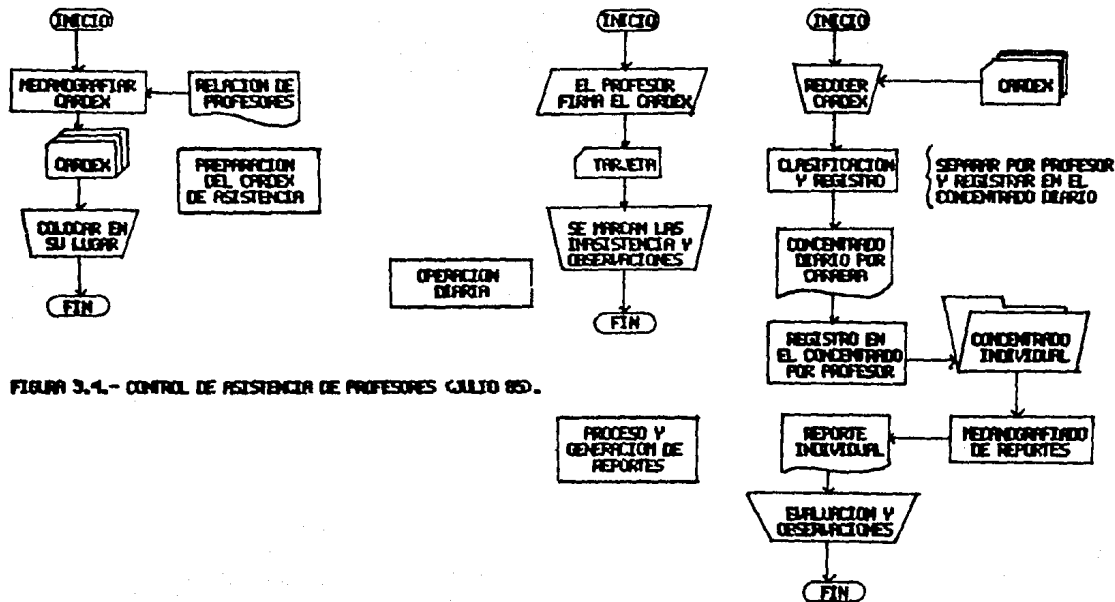 INICIO
MECANOGRAFIAR
CARDEX
RELACION DE
PROFESORES
CARDEX
PREPARACION
DEL CARDEX
DE ASISTENCIA
COLOCAR EN
SU LUGAR
FIN
INICIO
EL PROFESOR
FIRMA EL CARDEX
TARJETA
SE MARCAN LAS
INASISTENCIA Y
OBSERVACIONES
OPERACION
DIARIA
FIN
INICIO
RECOGER
CARDEX
CARDEX
CLASIFICACION
Y REGISTRO
SEPARAR POR PROFESOR
Y REGISTRAR EN EL
CONCENTRADO DIARIO
CONCENTRADO
DIARIO POR
CARRERA
REGISTRO EN
EL CONCENTRADO
POR PROFESOR
CONCENTRADO
INDIVIDUAL
MECANOGRAFIADO
DE REPORTES
REPORTE
INDIVIDUAL
PROCESO Y
GENERACION DE
REPORTES
EVALUACION Y
OBSERVACIONES
FIN
FIGURA 3.4.- CONTROL DE ASISTENCIA DE PROFESORES (JULIO 85).